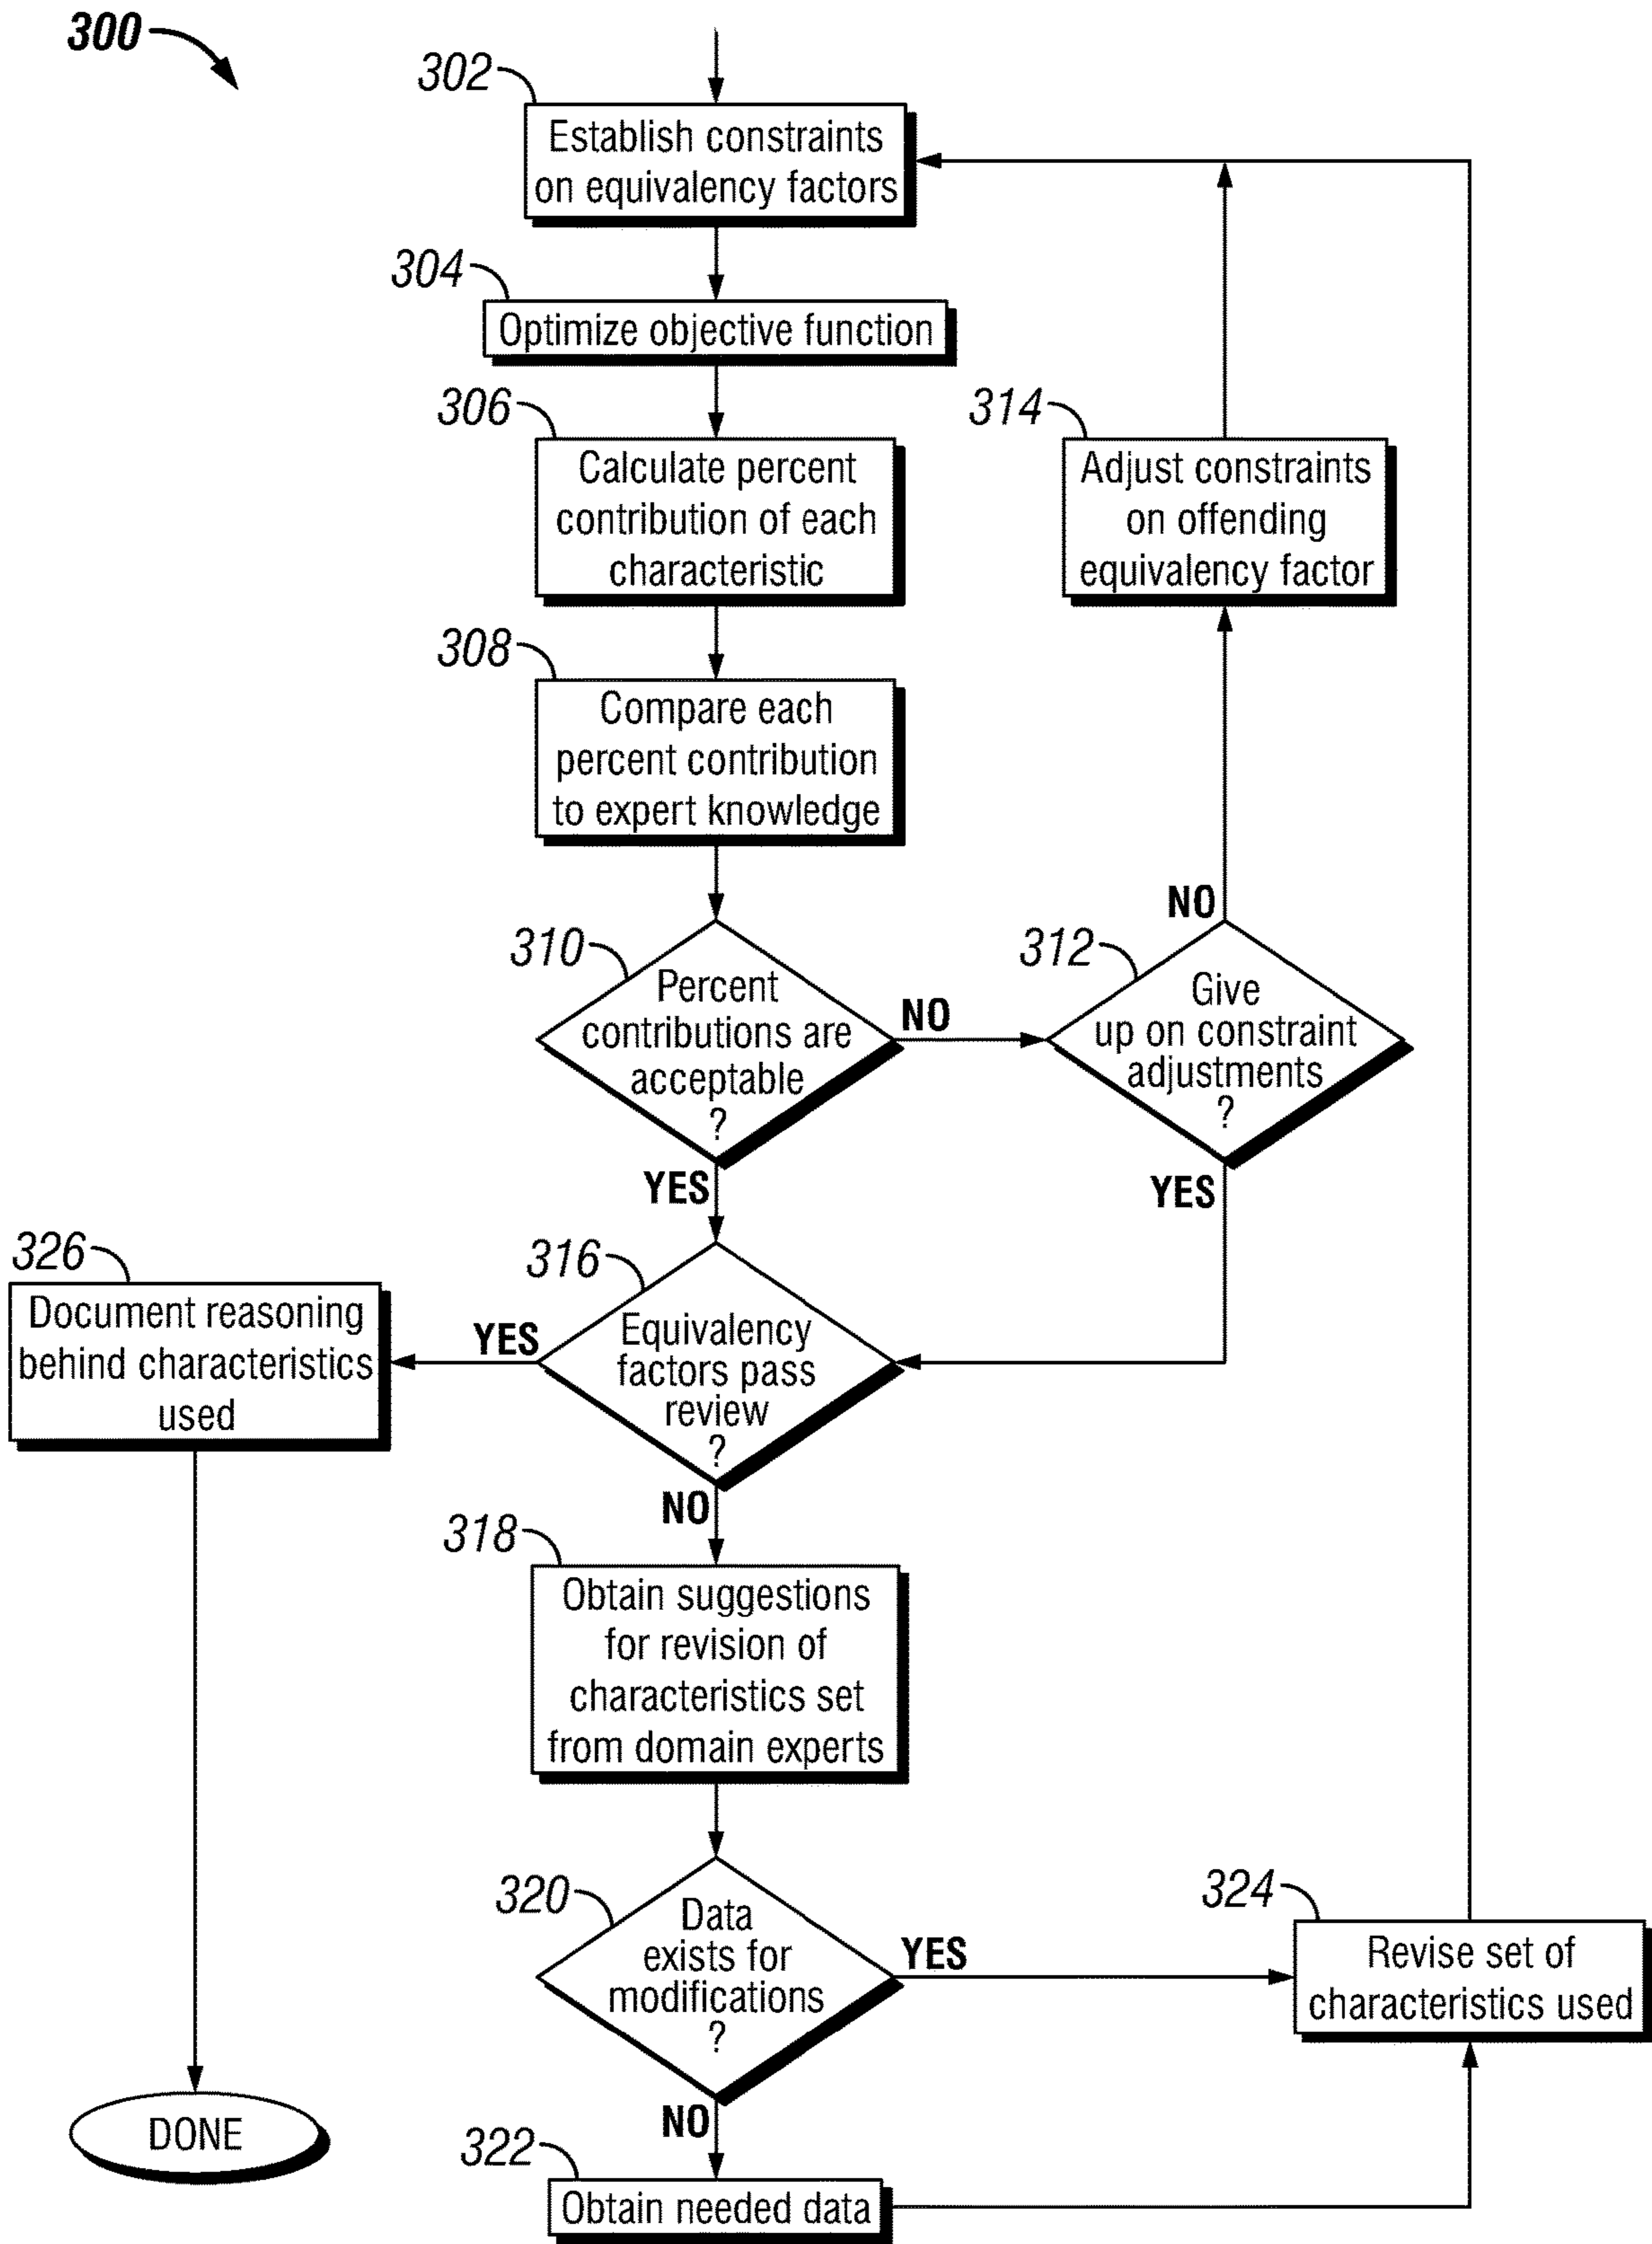 300
302
Establish constraints
on equivalency factors
304
Optimize objective function
306
Calculate percent
contribution of each
characteristic
314
Adjust constraints
on offending
equivalency factor
308
Compare each
percent contribution
to expert knowledge
310
Percent
contributions are
acceptable
?
NO
YES
312
Give
up on constraint
adjustments
?
NO
YES
316
Equivalency
factors pass
review
?
YES
NO
326
Document reasoning
behind characteristics
used
318
Obtain suggestions
for revision of
characteristics set
from domain experts
320
Data
exists for
modifications
?
YES
NO
324
Revise set of
characteristics used
322
Obtain needed data
DONE